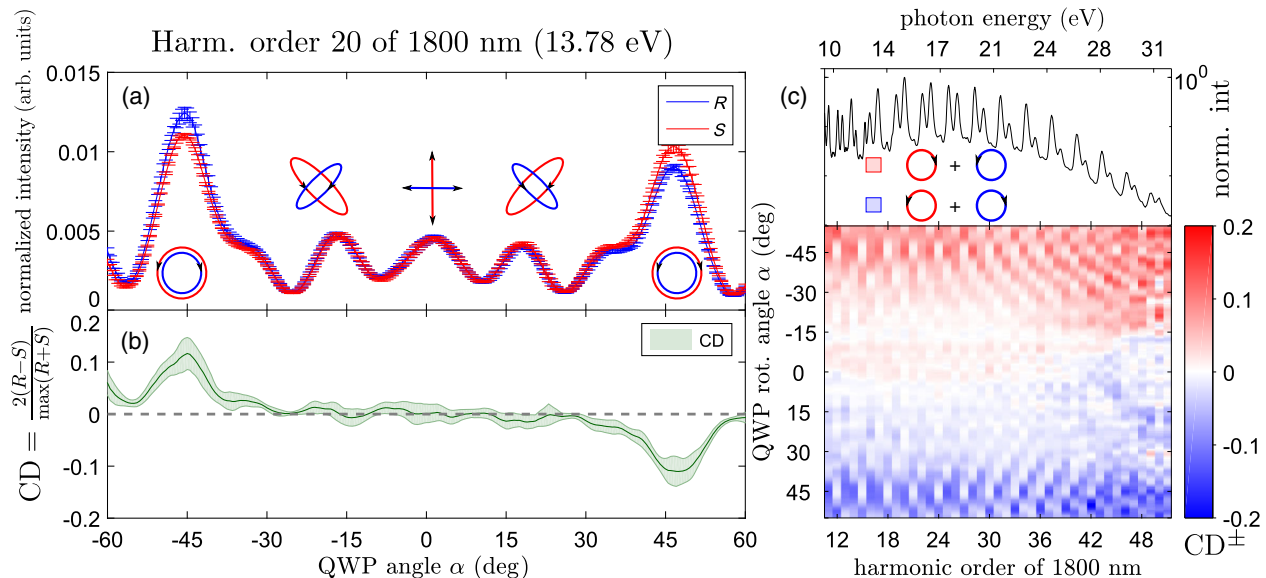 Harm. order 20 of 1800 nm (13.78 eV)
normalized intensity (arb. units)
0.015
0.01
0.005
0
(a)
R
S
CD = 2(R−S) / max(R+S)
0.2
0.1
0
-0.1
-0.2
(b)
CD
-60 -45 -30 -15 0 15 30 45 60
QWP angle α (deg)
photon energy (eV)
10 13 16 17 21 24 28 31
(c)
10⁰
norm. int
+
+
QWP rot. angle α (deg)
-45
-30
-15
0
15
30
45
12 18 24 30 36 42 48
harmonic order of 1800 nm
0.2
0.1
0
-0.1
-0.2
CD±